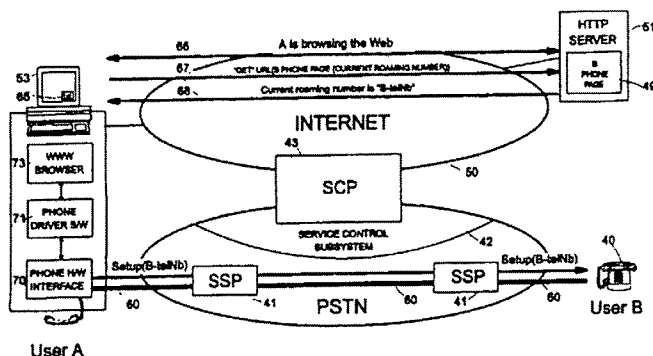 HTTP
SERVER
51
66
A is browsing the Web
53
65
67
"GET" URL(B PHONE PAGE (CURRENT ROAMING NUMBER))
B
PHONE
PAGE
49
68
Current roaming number is "B-telNb"
INTERNET
43
73
WWW
BROWSER
SCP
50
71
PHONE
DRIVER S/W
SERVICE CONTROL
SUBSYSTEM
42
40
70
PHONE H/W
INTERFACE
Setup(B-telNb)
SSP
SSP
Setup(B-telNb)
60
41
60
41
60
PSTN
User B
User A